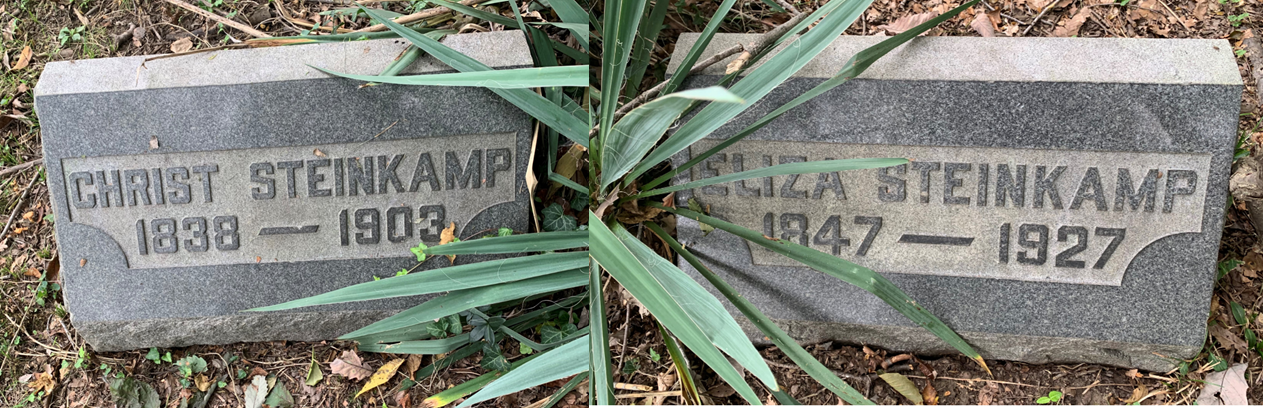 CHRIST STEINKAMP
1838 — 1903
ELIZA STEINKAMP
1847 — 1927